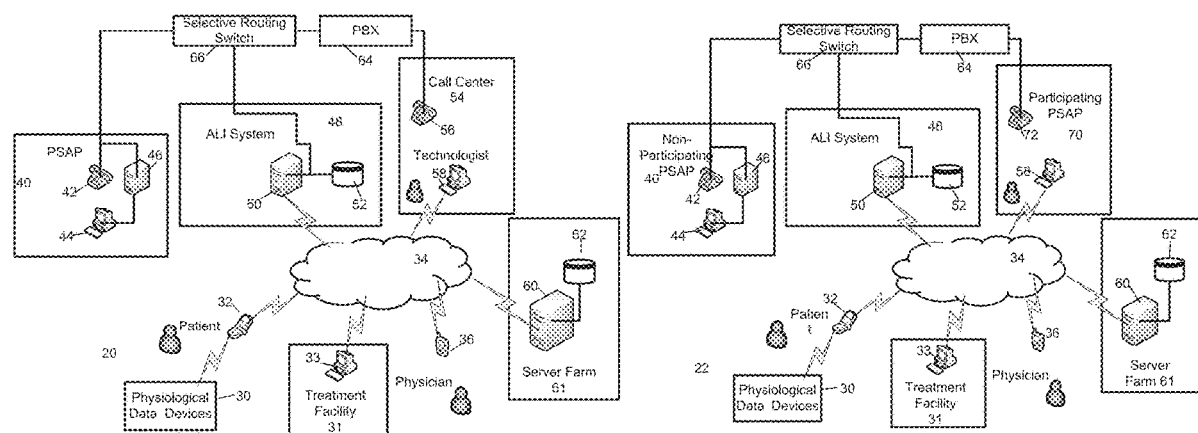 Selective Routing
Switch
66
PBX
64
Call Center
54
56
Technologist
58
ALI System
48
50
52
PSAP
40
42
46
44
34
62
60
Server Farm
61
32
Patient
20
36
33
Physician
Physiological
Data Devices
30
Treatment
Facility
31
Selective Routing
Switch
66
PBX
64
Participating
PSAP
72
70
58
ALI System
48
50
52
Non-
Participating
PSAP
40
42
46
44
34
62
60
Server
Farm 61
32
Patien
t
22
36
33
Physician
Physiological
Data Devices
30
Treatment
Facility
31